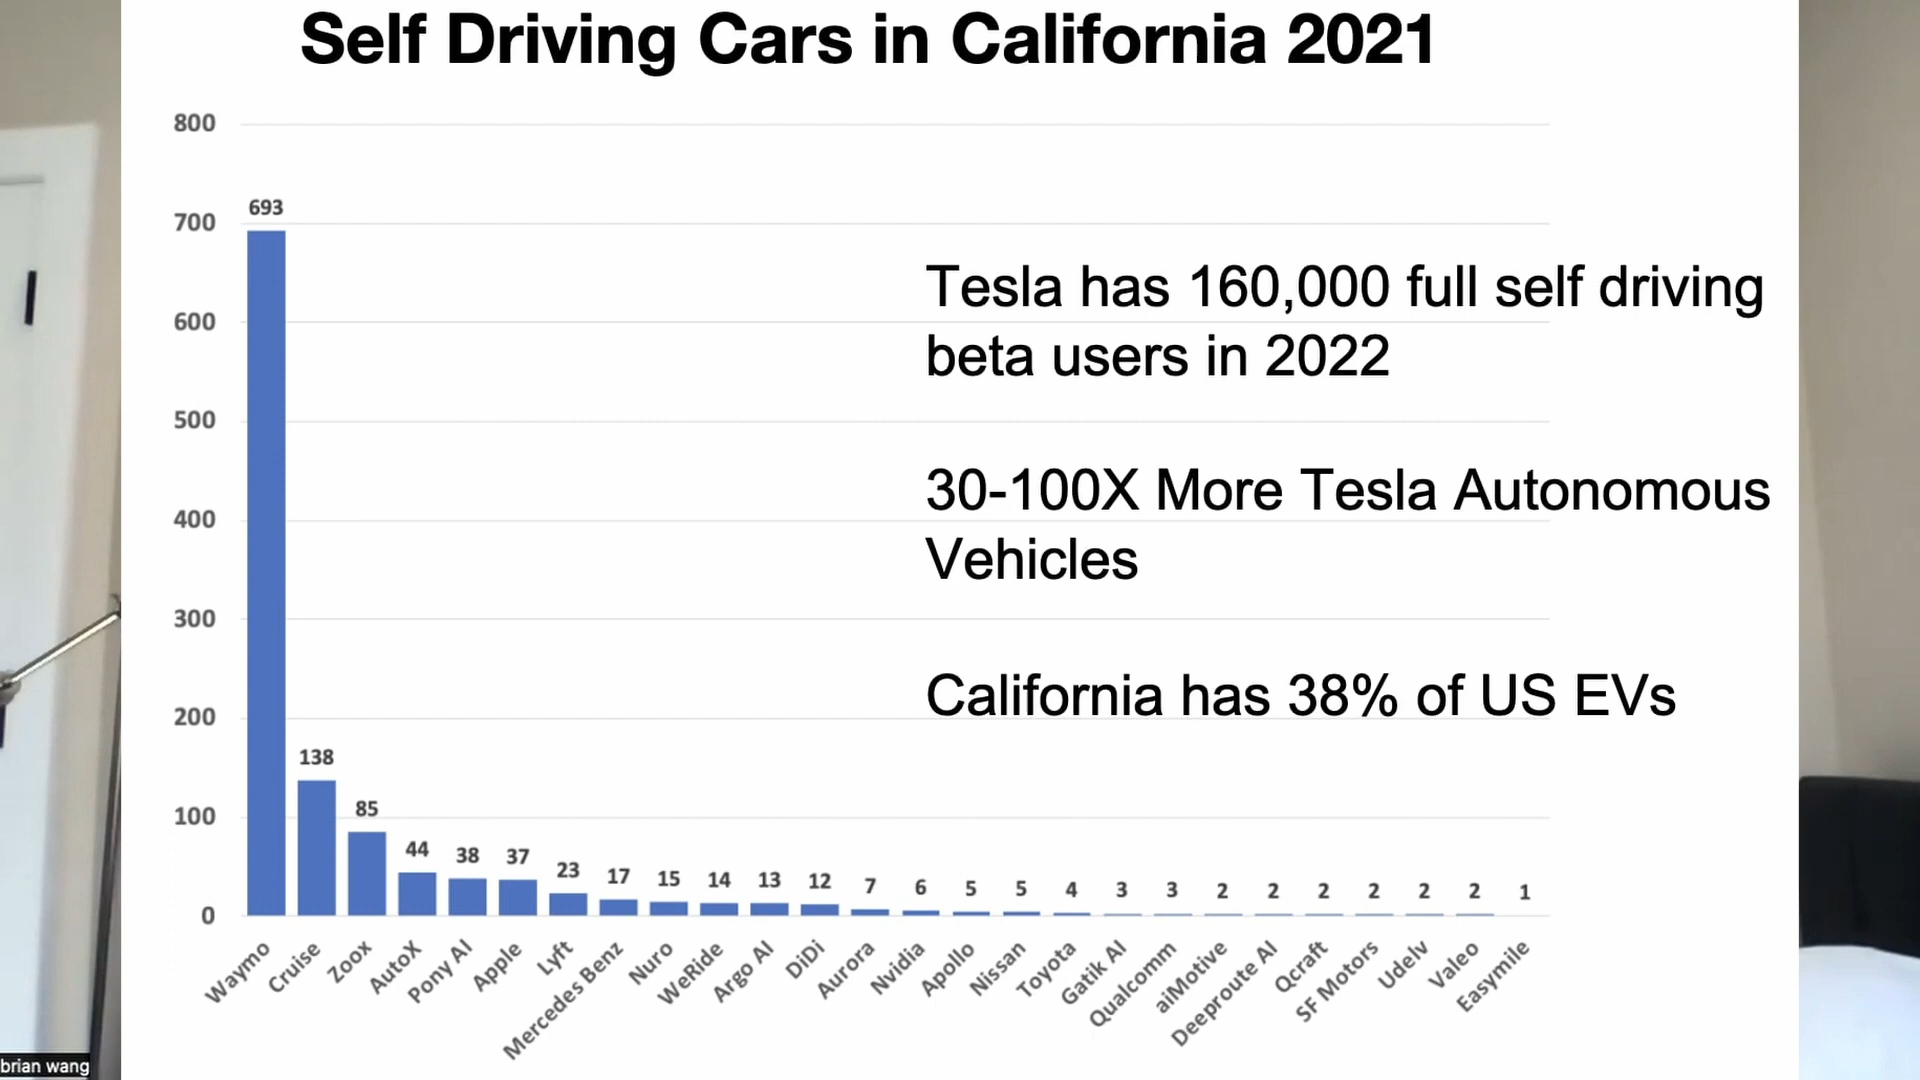 Self Driving Cars in California 2021
800
700
600
500
400
300
200
100
0
693
138
85
44
38
37
23
17
15
14
13
12
7
6
5
5
4
3
3
2
2
2
2
2
2
1
Tesla has 160,000 full self driving
beta users in 2022
30-100X More Tesla Autonomous
Vehicles
California has 38% of US EVs
Waymo
Cruise
Zoox
AutoX
Pony AI
Apple
Lyft
Mercedes Benz
Nuro
WeRide
Argo AI
DiDi
Aurora
Nvidia
Apollo
Nissan
Toyota
Gatik AI
Qualcomm
aiMotive
Deeproute AI
Qcraft
SF Motors
Udelv
Valeo
Easymile
brian wang